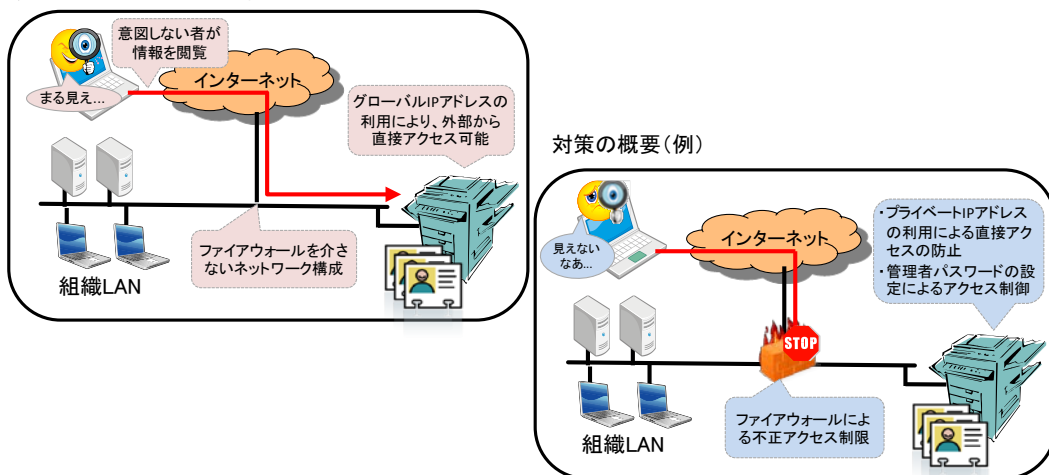 意図しない者が
情報を閲覧
インターネット
まる見え...
グローバルIPアドレスの
利用により、外部から
直接アクセス可能
ファイアウォールを介さ
ないネットワーク構成
組織LAN
対策の概要(例)
・プライベートIPアドレス
の利用による直接アク
セスの防止
・管理者パスワードの設
定によるアクセス制御
インターネット
見えない
なぁ...
STOP
ファイアウォールによ
る不正アクセス制限
組織LAN